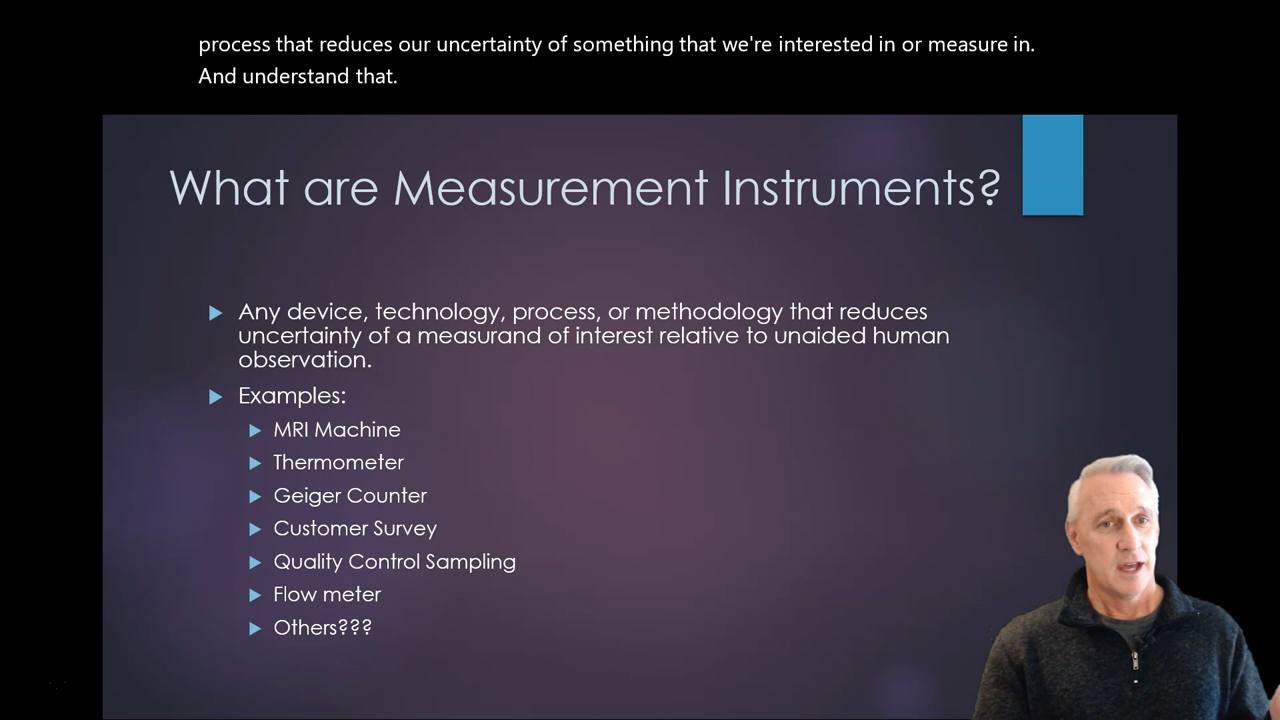 process that reduces our uncertainty of something that we're interested in or measure in.
And understand that.
What are Measurement Instruments?
Any device, technology, process, or methodology that reduces
uncertainty of a measurand of interest relative to unaided human
observation.
Examples:
MRI Machine
Thermometer
Geiger Counter
Customer Survey
Quality Control Sampling
Flow meter
Others???